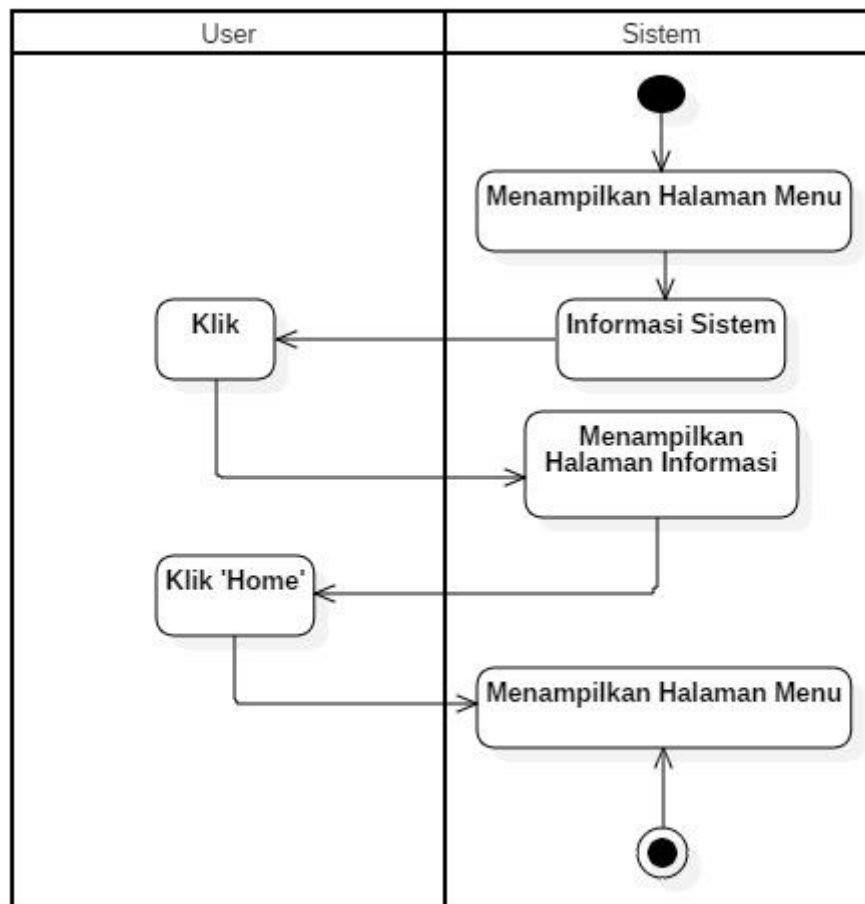 User
Sistem
Menampilkan Halaman Menu
Klik
Informasi Sistem
Menampilkan
Halaman Informasi
Klik 'Home'
Menampilkan Halaman Menu